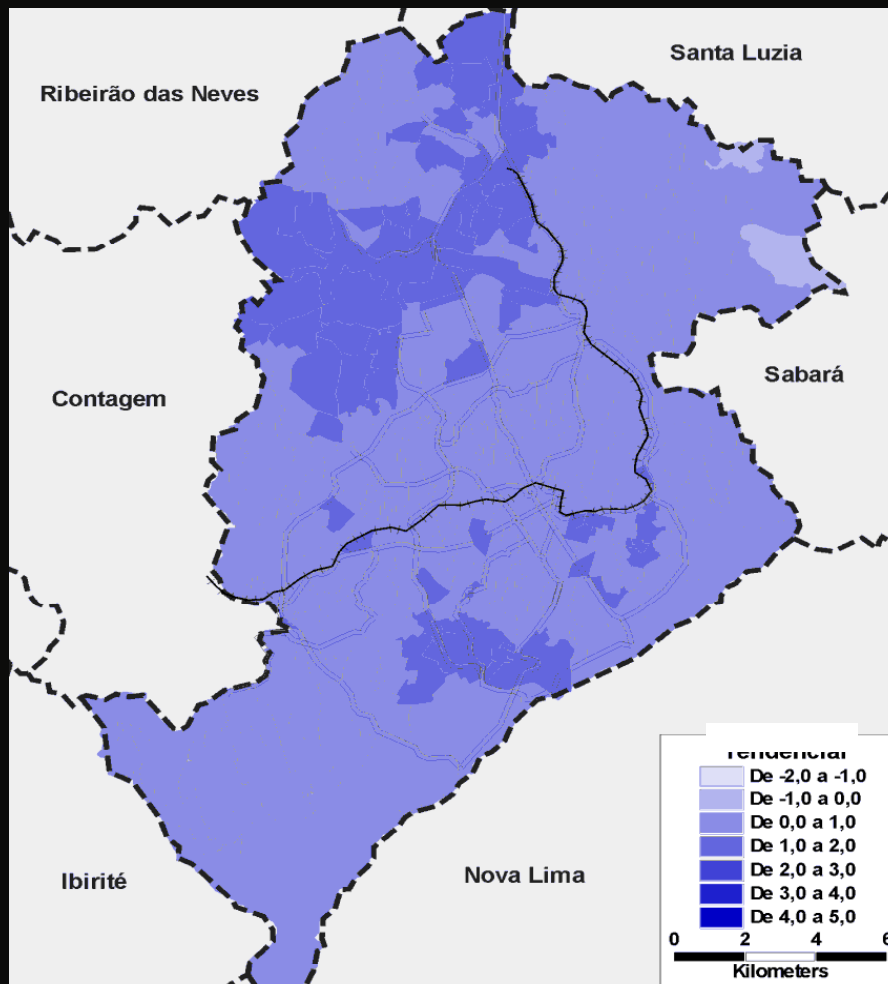 Santa Luzia
Ribeirão das Neves
Sabará
Contagem
Ibirité
Nova Lima
Tendencial
De -2,0 a -1,0
De -1,0 a 0,0
De 0,0 a 1,0
De 1,0 a 2,0
De 2,0 a 3,0
De 3,0 a 4,0
De 4,0 a 5,0
0 2 4 6
Kilometers